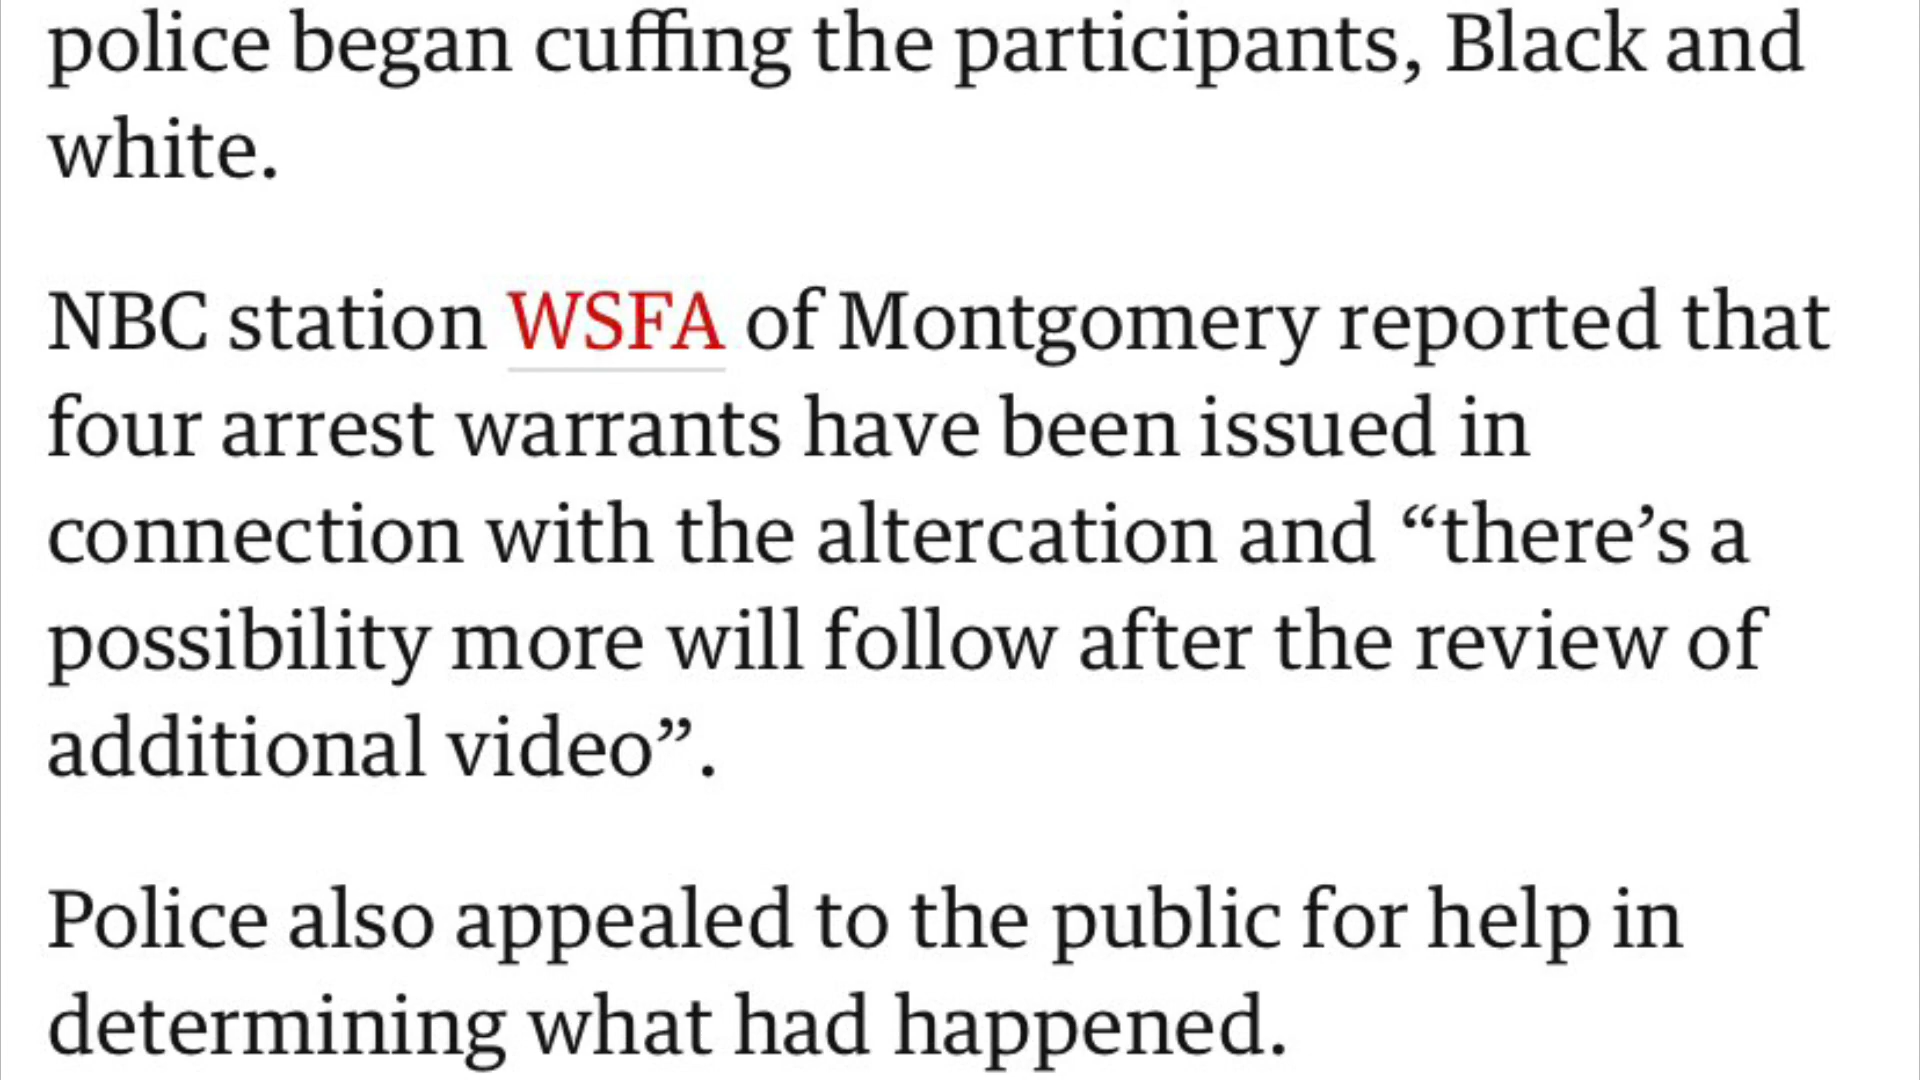 police began cuffing the participants, Black and
white.
NBC station WSFA of Montgomery reported that
four arrest warrants have been issued in
connection with the altercation and “there’s a
possibility more will follow after the review of
additional video”.
Police also appealed to the public for help in
determining what had happened.